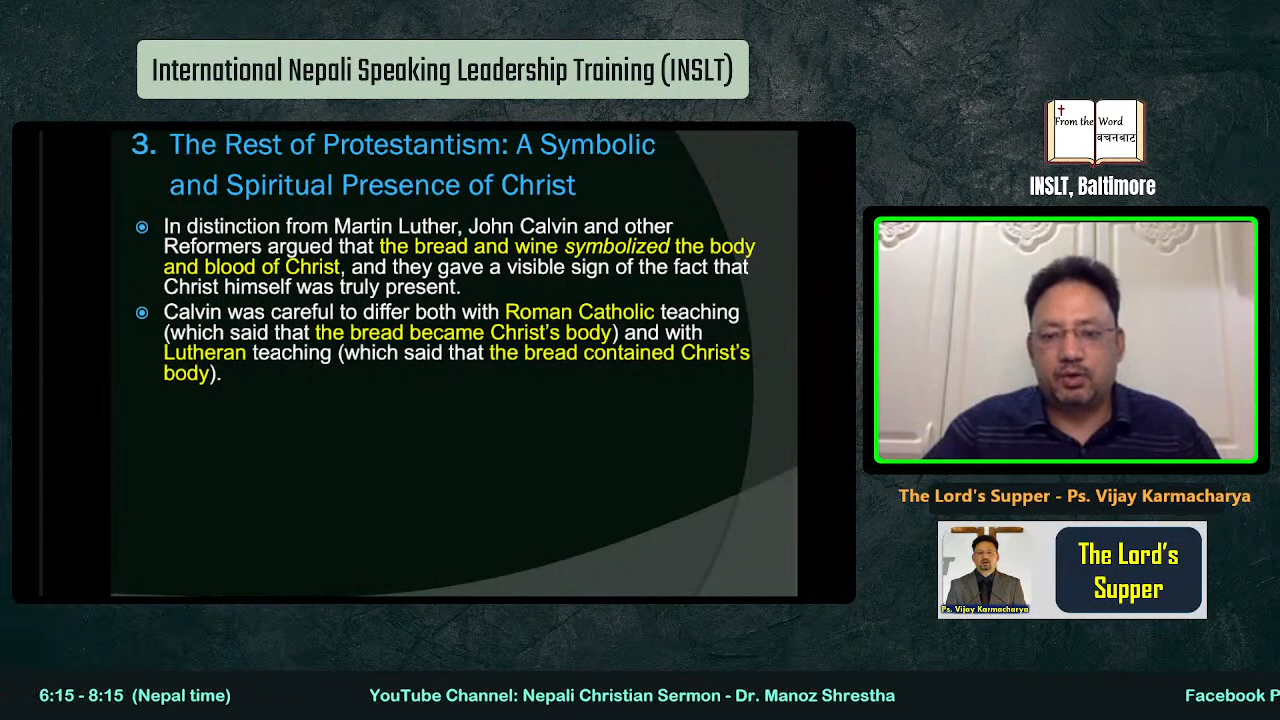 International Nepali Speaking Leadership Training (INSLT)
3. The Rest of Protestantism: A Symbolic
and Spiritual Presence of Christ
In distinction from Martin Luther, John Calvin and other
Reformers argued that the bread and wine symbolized the body
and blood of Christ, and they gave a visible sign of the fact that
Christ himself was truly present.
Calvin was careful to differ both with Roman Catholic teaching
(which said that the bread became Christ's body) and with
Lutheran teaching (which said that the bread contained Christ's
body).
From the Word
वचनबाट
INSLT, Baltimore
The Lord's Supper - Ps. Vijay Karmacharya
The Lord's
Supper
Ps. Vijay Karmacharya
6:15 - 8:15 (Nepal time)
YouTube Channel: Nepali Christian Sermon - Dr. Manoz Shrestha
Facebook P